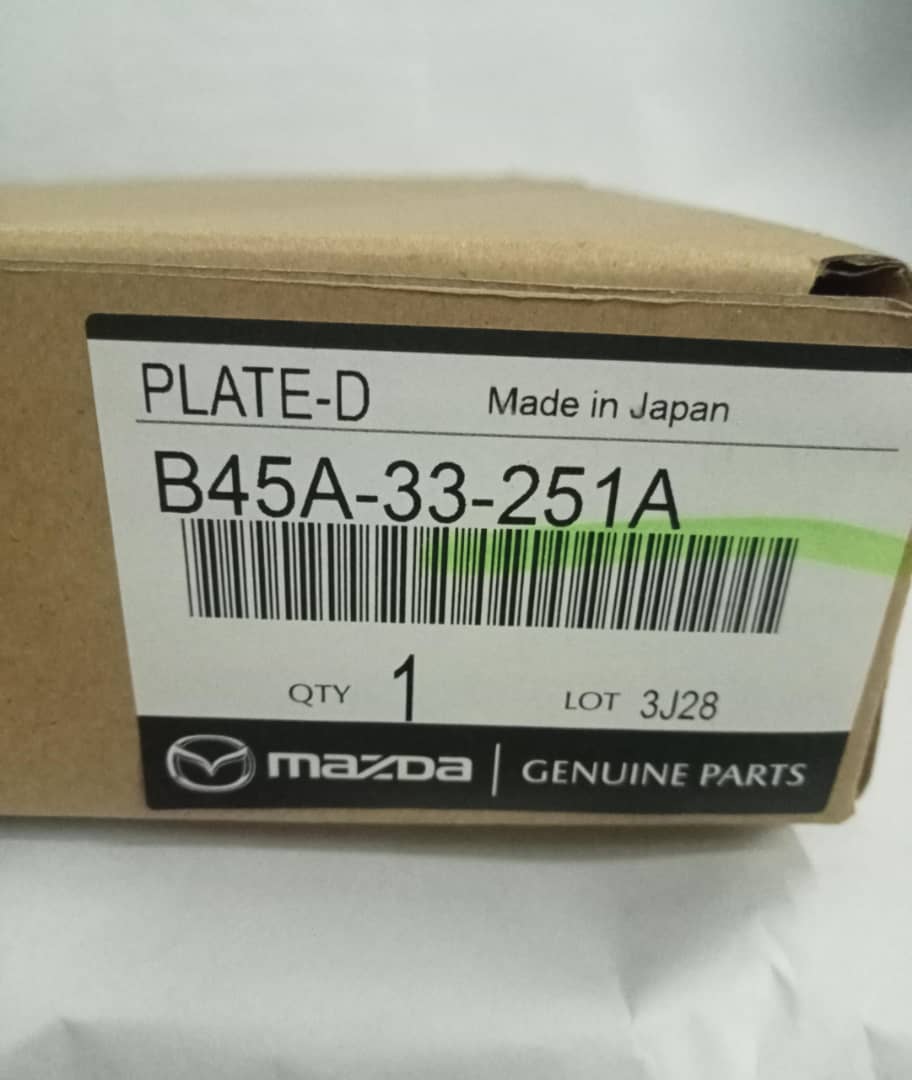 PLATE-D Made in Japan
B45A-33-251A
QTY 1 LOT 3J28
mazda | GENUINE PARTS